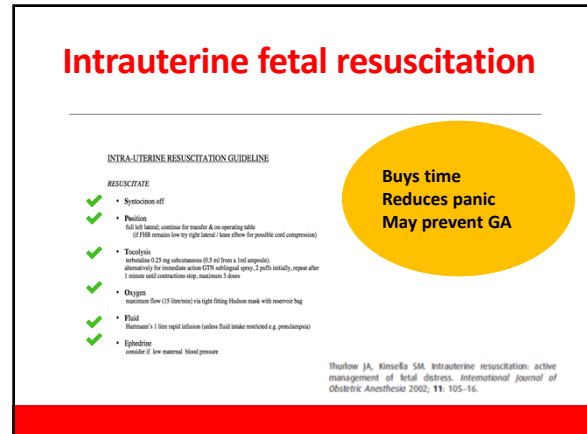 Intrauterine fetal resuscitation
INTRA-UTERINE RESUSCITATION GUIDELINE
RESUSCITATE
• Syntocinon off
• Position
full left lateral; continue for transfer & on operating table
(if FHR remains low try right lateral / knee elbow for possible cord compression)
• Tocolysis
terbutaline 0.25 mg subcutaneous (0.5 ml from a 1ml ampoule).
alternatively for immediate action GTN sublingual spray, 2 puffs initially, repeat after
1 minute until contractions stop, maximum 3 doses
• Oxygen
maximum flow (15 litre/min) via tight fitting Hudson mask with reservoir bag
• Fluid
Hartmann's 1 litre rapid infusion (unless fluid intake restricted e.g. preeclampsia)
• Ephedrine
consider if low maternal blood pressure
Buys time
Reduces panic
May prevent GA
Thurlow JA, Kinsella SM. Intrauterine resuscitation: active
management of fetal distress. International Journal of
Obstetric Anesthesia 2002; 11: 105–16.